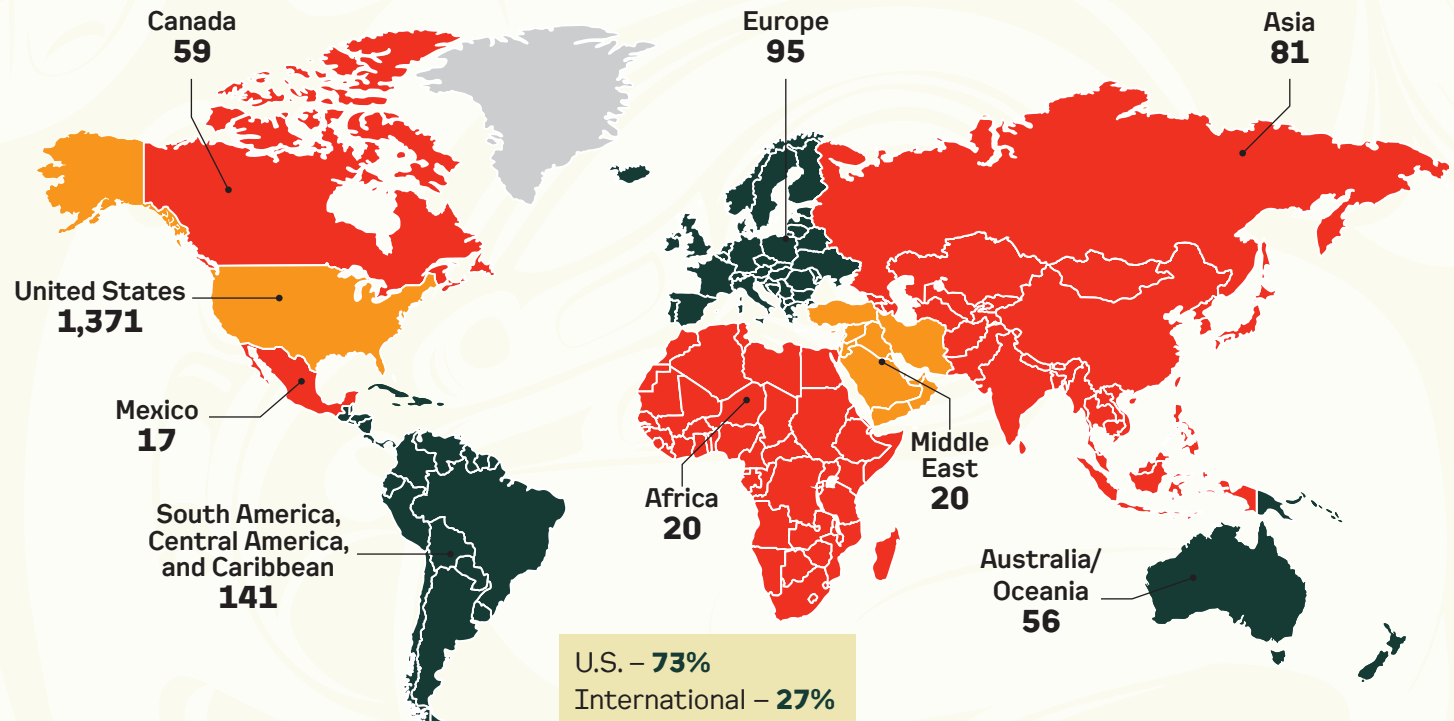 Canada
59
Europe
95
Asia
81
United States
1,371
Mexico
17
South America,
Central America,
and Caribbean
141
Africa
20
Middle
East
20
Australia/
Oceania
56
U.S. – 73%
International – 27%